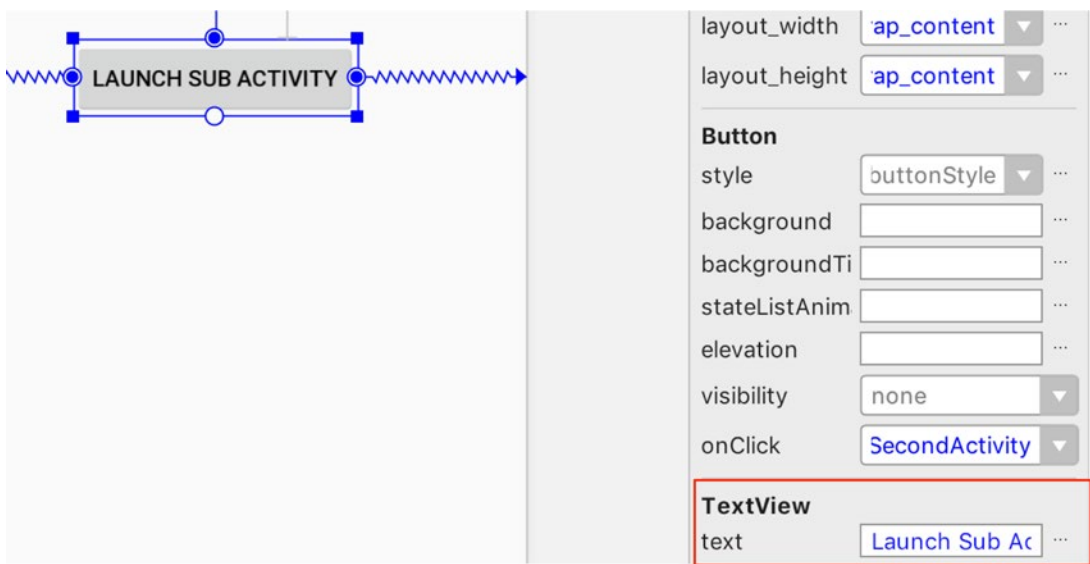 layout_width ap_content ...
LAUNCH SUB ACTIVITY
layout_height ap_content ...
Button
style buttonStyle ...
background ...
backgroundTi ...
stateListAnim ...
elevation ...
visibility none
onClick SecondActivity
TextView
text Launch Sub Ac ...